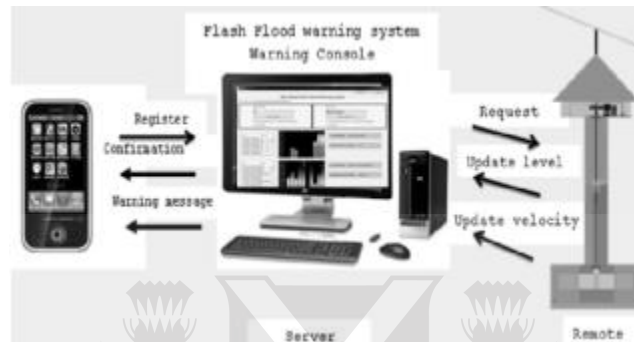 Flash Flood warning system
Warning Console
Register
Confirmation
Warning message
Request
Update level
Update velocity
Server
Remote